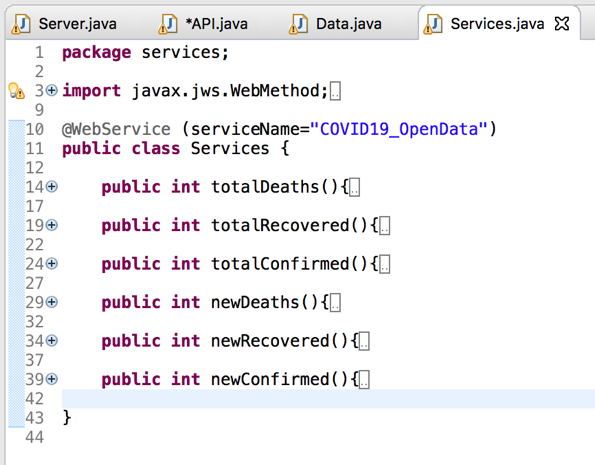 Server.java *API.java Data.java Services.java
1 package services;
2
3 import javax.jws.WebMethod;
9
10 @WebService (serviceName="COVID19_OpenData")
11 public class Services {
12
14 public int totalDeaths(){
17
19 public int totalRecovered(){
22
24 public int totalConfirmed(){
27
29 public int newDeaths(){
32
34 public int newRecovered(){
37
39 public int newConfirmed(){
42
43 }
44